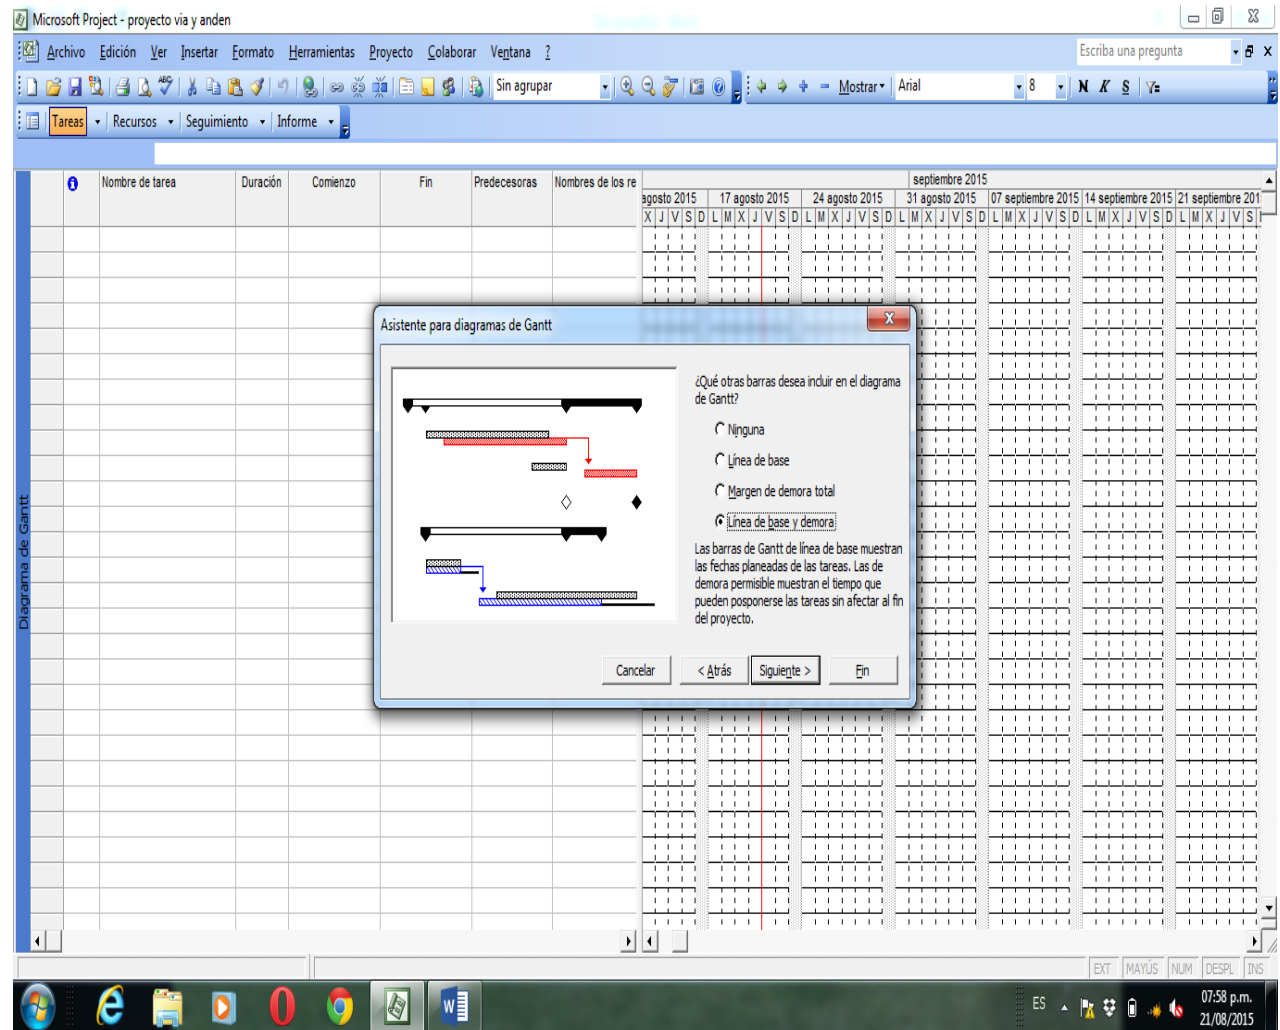 Microsoft Project - proyecto via y anden
Archivo Edición Ver Insertar Formato Herramientas Proyecto Colaborar Ventana ?
Escriba una pregunta
Sin agrupar
Mostrar
Arial
8
N K S
Tareas Recursos Seguimiento Informe
Nombre de tarea Duración Comienzo Fin Predecesoras Nombres de los re
septiembre 2015
agosto 2015 17 agosto 2015 24 agosto 2015 31 agosto 2015 07 septiembre 2015 14 septiembre 2015 21 septiembre 201
X J V S D L M X J V S D L M X J V S D L M X J V S D L M X J V S D L M X J V S D L M X J V S
Diagrama de Gantt
Asistente para diagramas de Gantt
¿Qué otras barras desea incluir en el diagrama
de Gantt?
Ninguna
Línea de base
Margen de demora total
Línea de base y demora
Las barras de Gantt de línea de base muestran
las fechas planeadas de las tareas. Las de
demora permisible muestran el tiempo que
pueden posponerse las tareas sin afectar al fin
del proyecto.
Cancelar < Atrás Siguiente > Fin
EXT MAYÚS NUM DESPL INS
ES
07:58 p.m.
21/08/2015